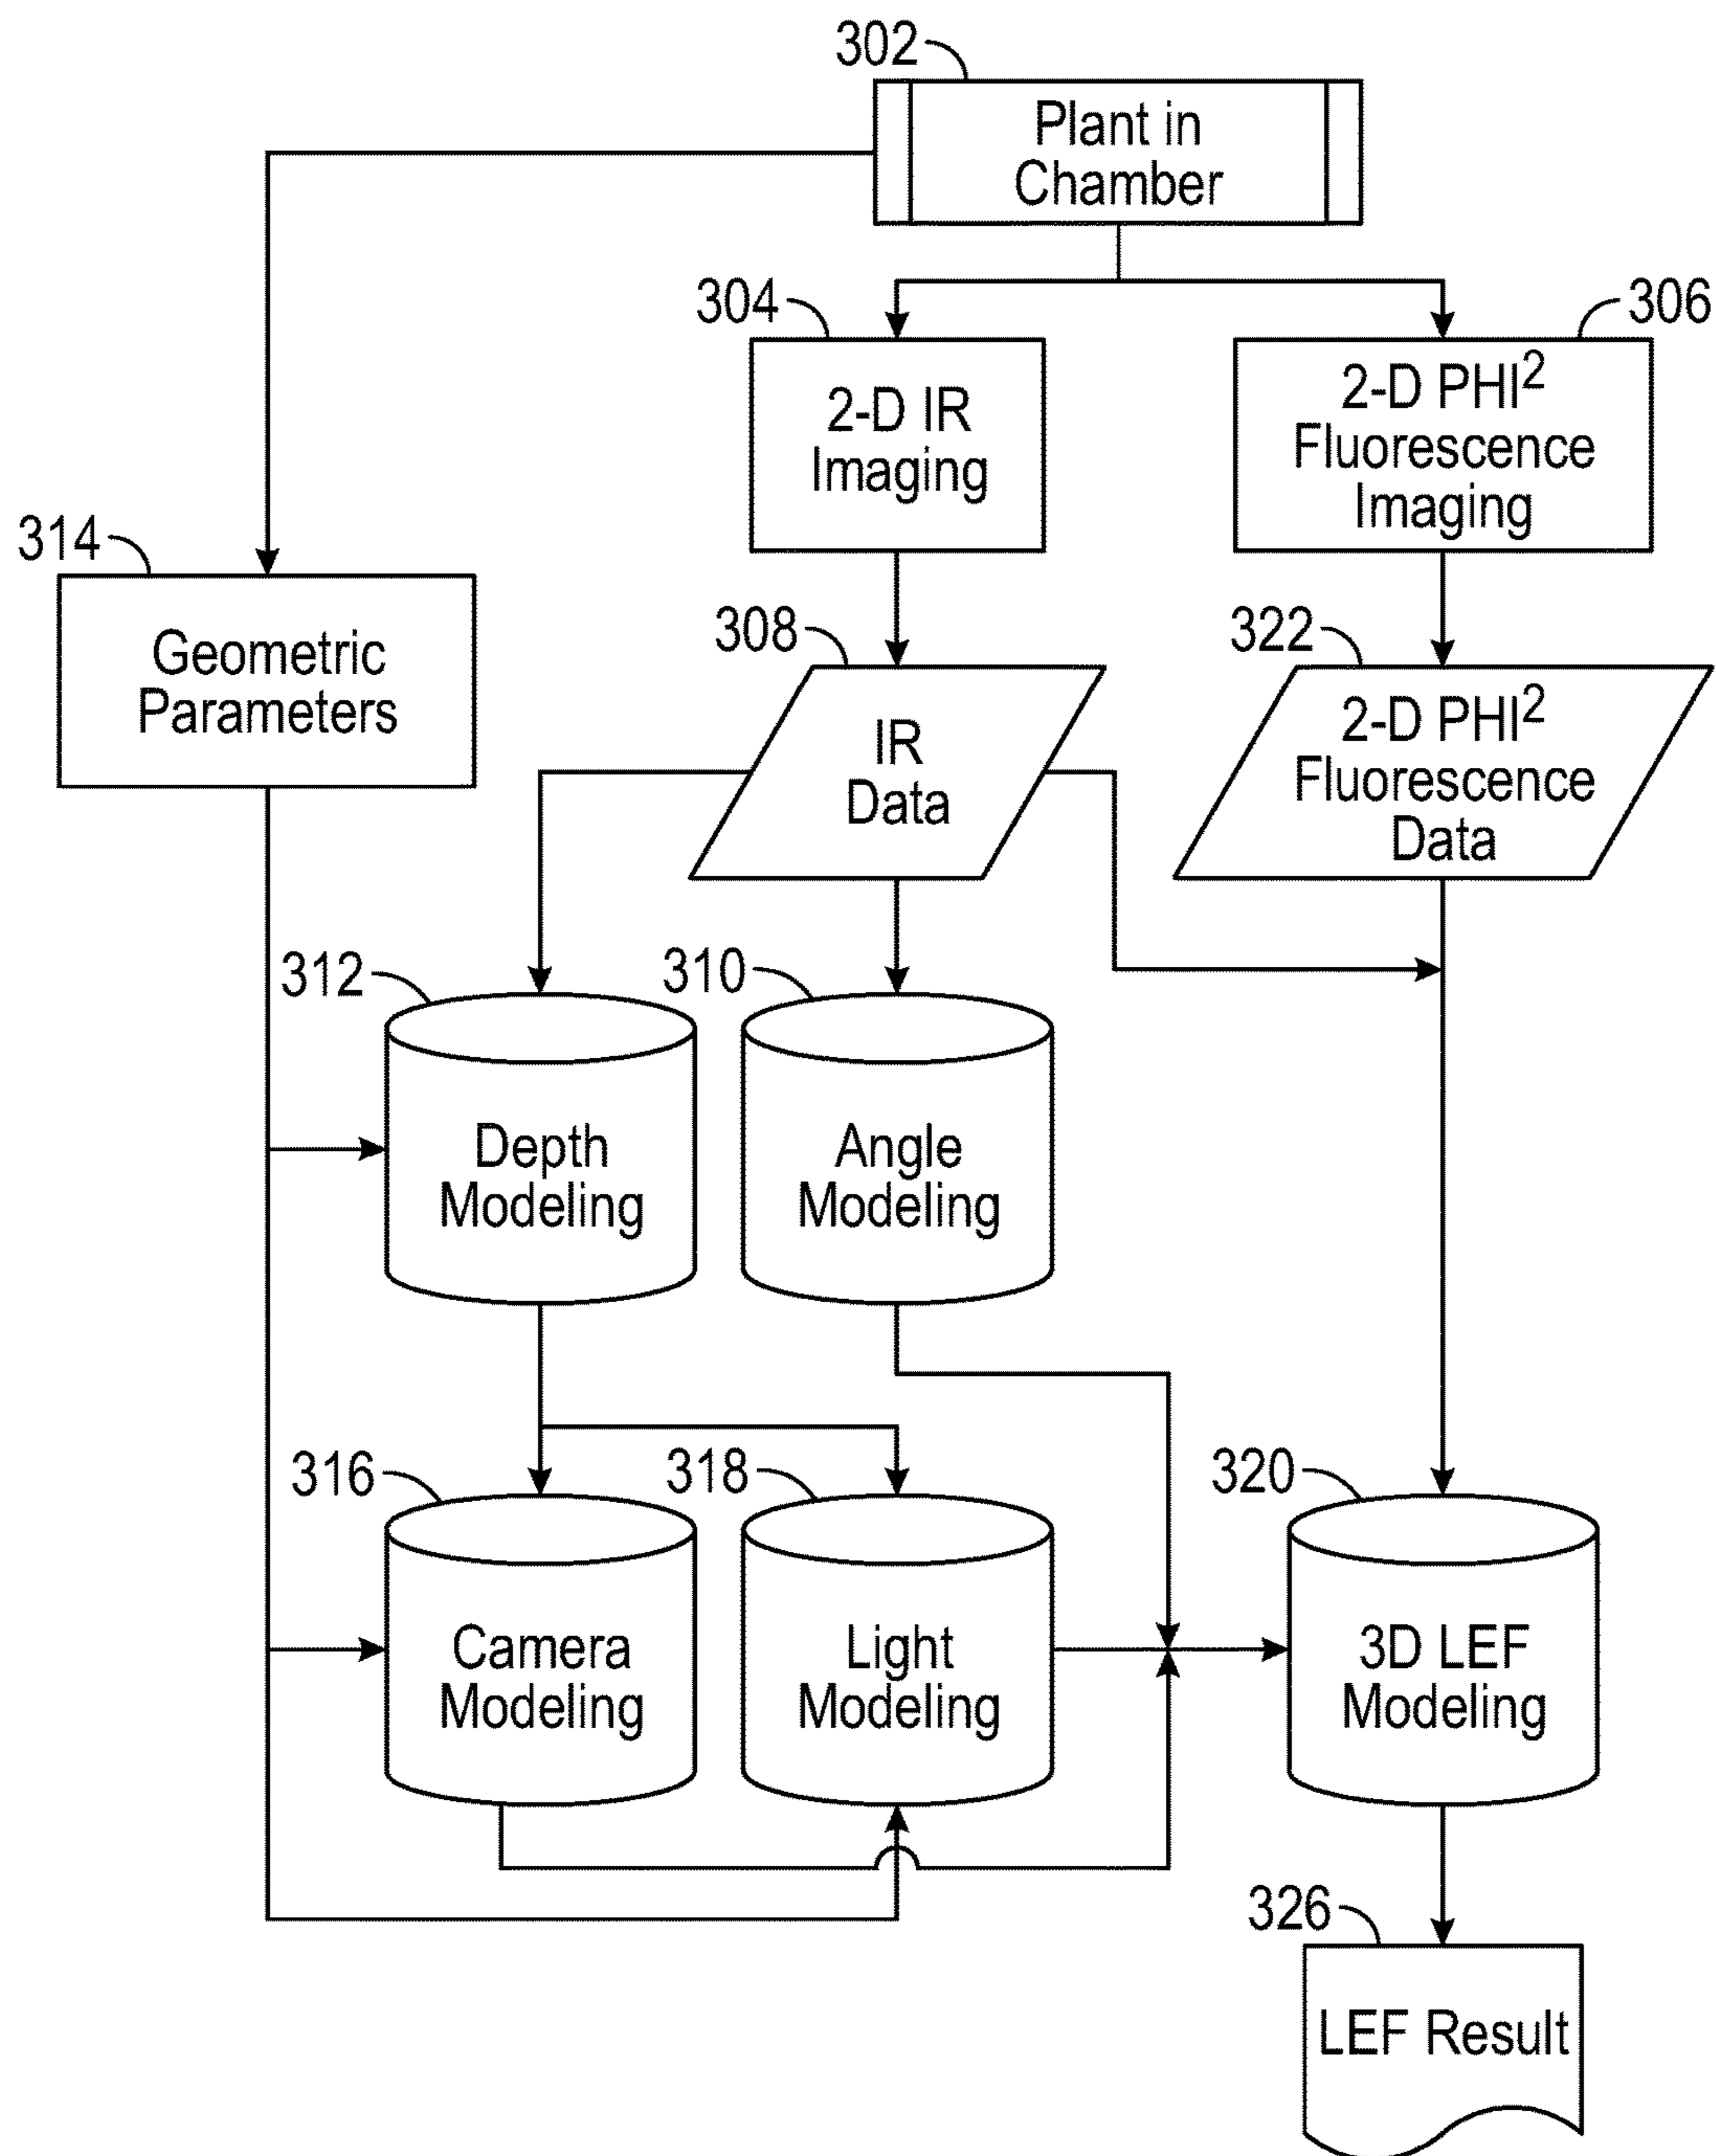 302
Plant in
Chamber
304
306
2-D IR
Imaging
2-D PHI²
Fluorescence
Imaging
314
Geometric
Parameters
308
IR
Data
322
2-D PHI²
Fluorescence
Data
312
Depth
Modeling
310
Angle
Modeling
316
Camera
Modeling
318
Light
Modeling
320
3D LEF
Modeling
326
LEF Result